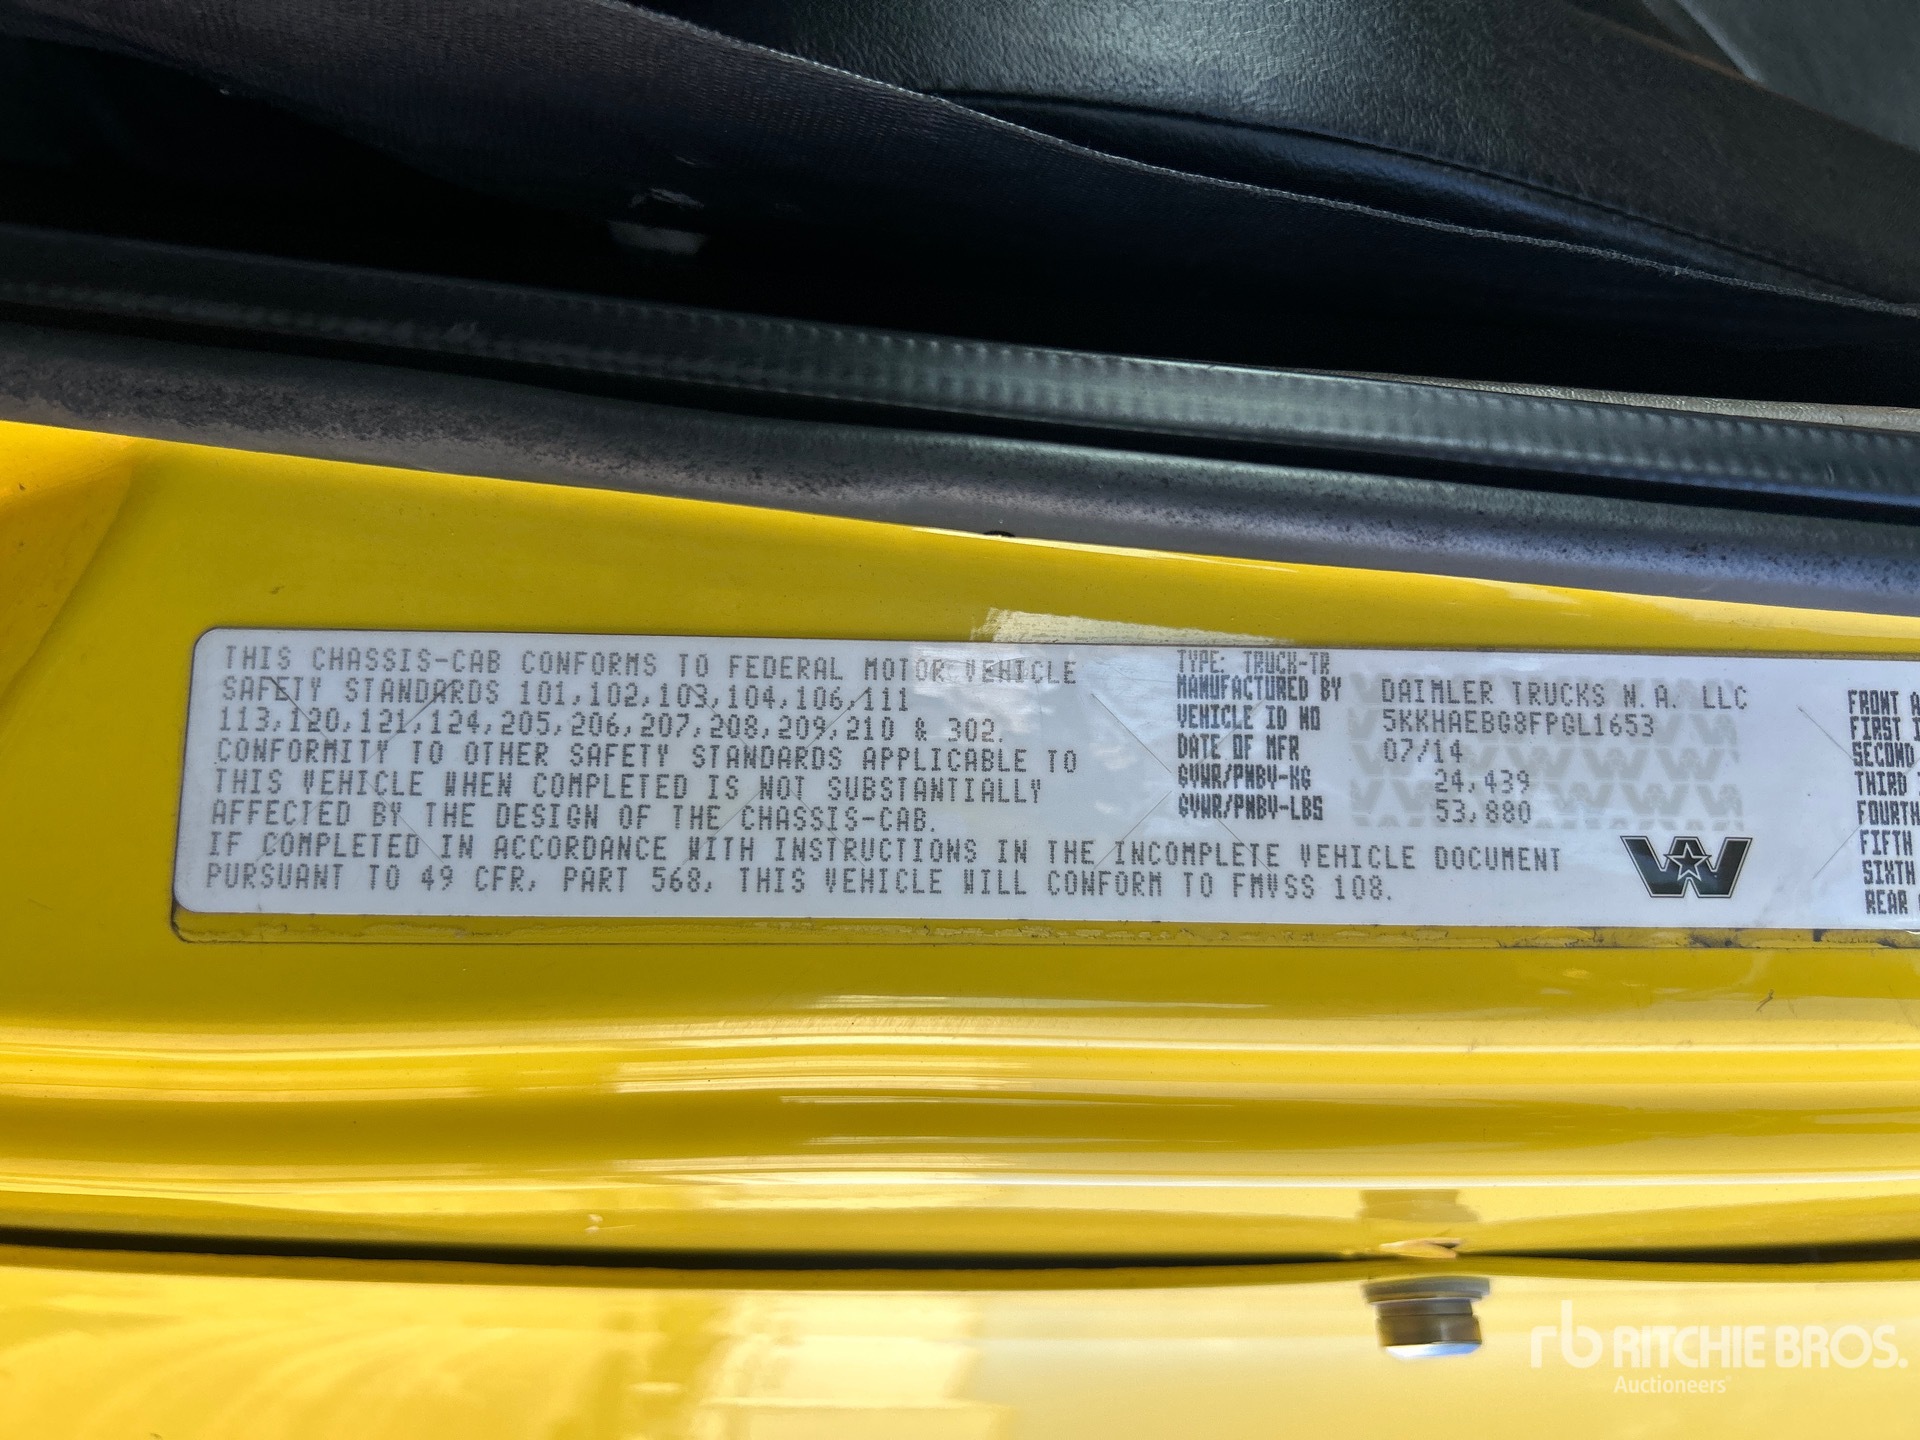 THIS CHASSIS-CAB CONFORMS TO FEDERAL MOTOR VEHICLE
SAFETY STANDARDS 101,102,103,104,106,111
113,120,121,124,205,206,207,208,209,210 & 302.
CONFORMITY TO OTHER SAFETY STANDARDS APPLICABLE TO
THIS VEHICLE WHEN COMPLETED IS NOT SUBSTANTIALLY
AFFECTED BY THE DESIGN OF THE CHASSIS-CAB.
IF COMPLETED IN ACCORDANCE WITH INSTRUCTIONS IN THE INCOMPLETE VEHICLE DOCUMENT
PURSUANT TO 49 CFR, PART 568, THIS VEHICLE WILL CONFORM TO FMVSS 108.
TYPE: TRUCK-TR
MANUFACTURED BY DAIMLER TRUCKS N.A. LLC
VEHICLE ID NO 5KKHAEBG8FPGL1653
DATE OF MFR 07/14
GVWR/PNBV-KG 24,439
GVWR/PNBV-LBS 53,880
FRONT A
FIRST I
SECOND
THIRD I
FOURTH
FIFTH
SIXTH
REAR
rb RITCHIE BROS.
Auctioneers